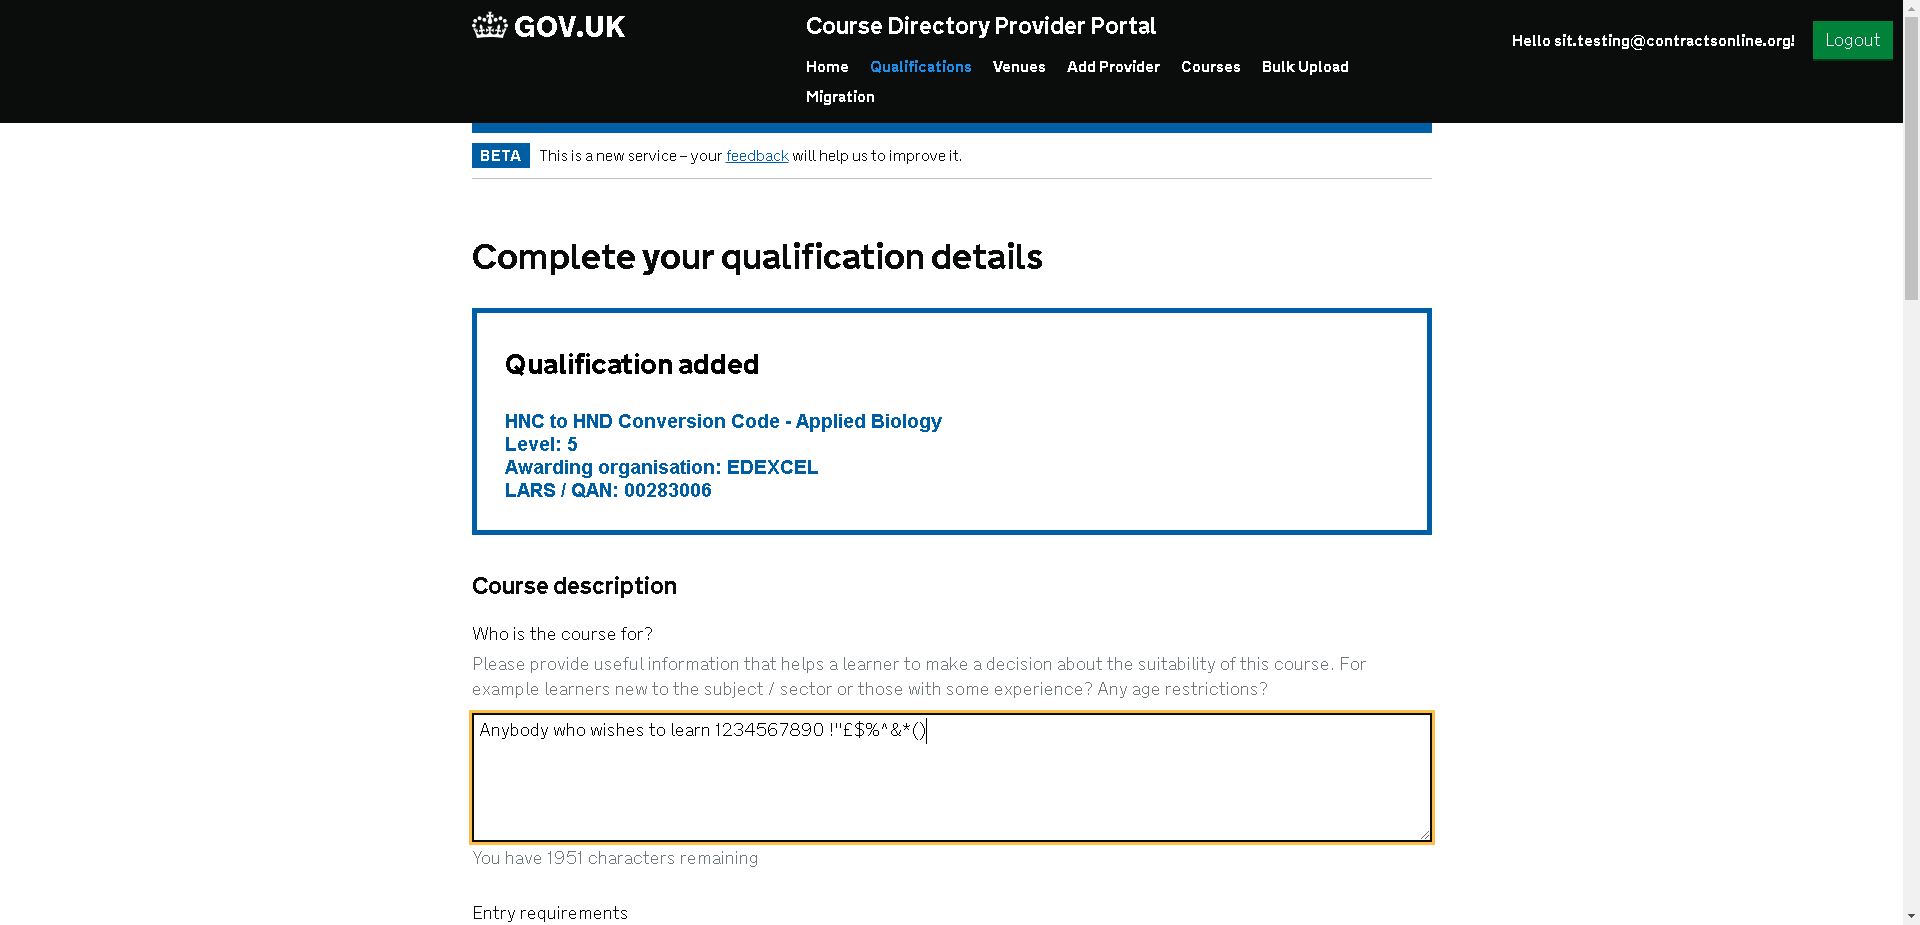 GOV.UK
Course Directory Provider Portal
Home Qualifications Venues Add Provider Courses Bulk Upload
Migration
Hello sit.testing@contractsonline.org!
Logout
BETA This is a new service – your feedback will help us to improve it.
Complete your qualification details
Qualification added
HNC to HND Conversion Code - Applied Biology
Level: 5
Awarding organisation: EDEXCEL
LARS / QAN: 00283006
Course description
Who is the course for?
Please provide useful information that helps a learner to make a decision about the suitability of this course. For
example learners new to the subject / sector or those with some experience? Any age restrictions?
Anybody who wishes to learn 1234567890 !"£$%^&*()
You have 1951 characters remaining
Entry requirements